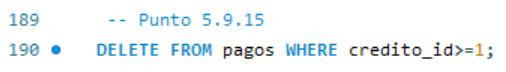 189 -- Punto 5.9.15
190 DELETE FROM pagos WHERE credito_id>=1;